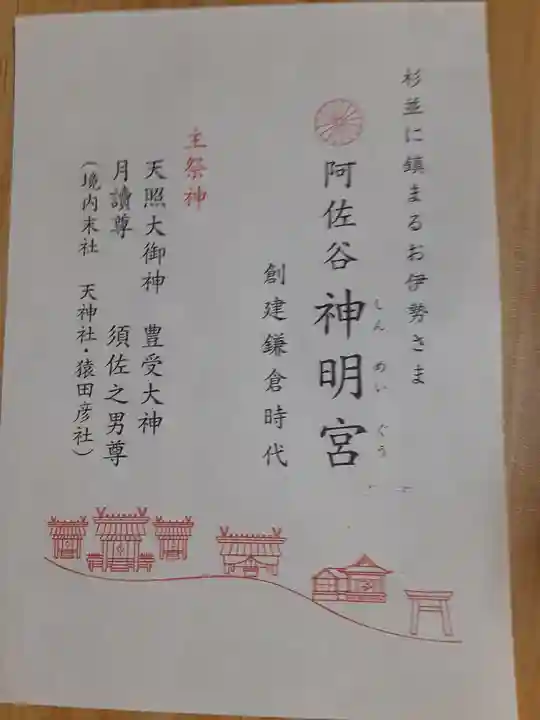 杉並に鎮まるお伊勢さま
阿佐谷神明宮
しんめいぐう
創建鎌倉時代
主祭神
天照大御神 豊受大神
月讀尊 須佐之男尊
(境内末社 天神社・猿田彦社)